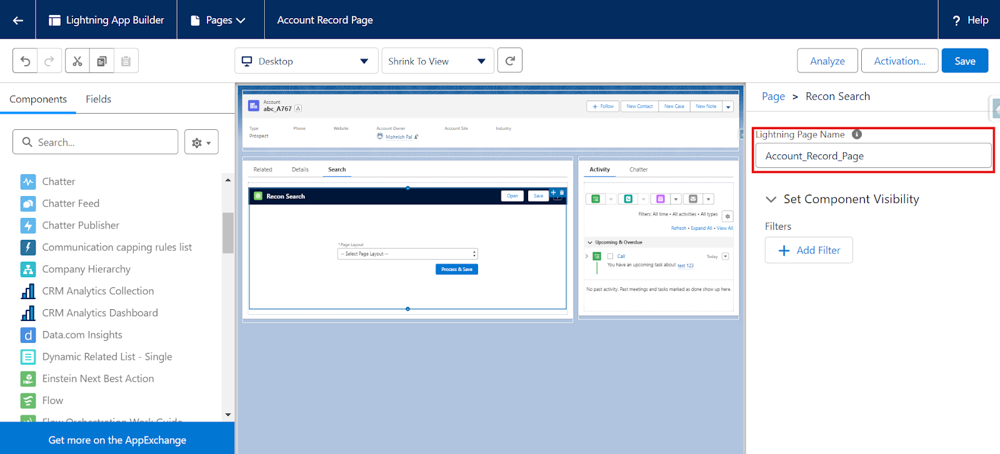 Lightning App Builder
Pages
Account Record Page
? Help
Desktop
Shrink To View
Analyze
Activation...
Save
Components
Fields
Search...
Chatter
Chatter Feed
Chatter Publisher
Communication capping rules list
Company Hierarchy
CRM Analytics Collection
CRM Analytics Dashboard
Data.com Insights
Dynamic Related List - Single
Einstein Next Best Action
Flow
Flow Orchestration Work Guide
Get more on the AppExchange
Account
abc_A767
+ Follow
New Contact
New Case
New Note
Type
Phone
Website
Account Owner
Account Site
Industry
Prospect
Mohnish Pal
Related
Details
Search
Recon Search
Open
Save
* Page Layout
-- Select Page Layout --
Process & Save
Activity
Chatter
Filters: All time • All activities • All types
Refresh • Expand All • View All
Upcoming & Overdue
Call
Today
You have an upcoming task about test 123
No past activity. Past meetings and tasks marked as done show up here.
Page > Recon Search
Lightning Page Name
Account_Record_Page
Set Component Visibility
Filters
+ Add Filter